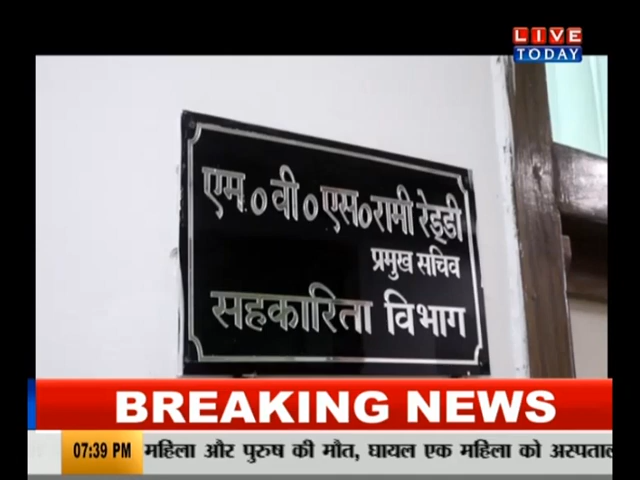 LIVE
TODAY
एम०वी०एस०रामी रेड्डी
प्रमुख सचिव
सहकारिता विभाग
BREAKING NEWS
07:39 PM महिला और पुरुष की मौत, घायल एक महिला को अस्पताल